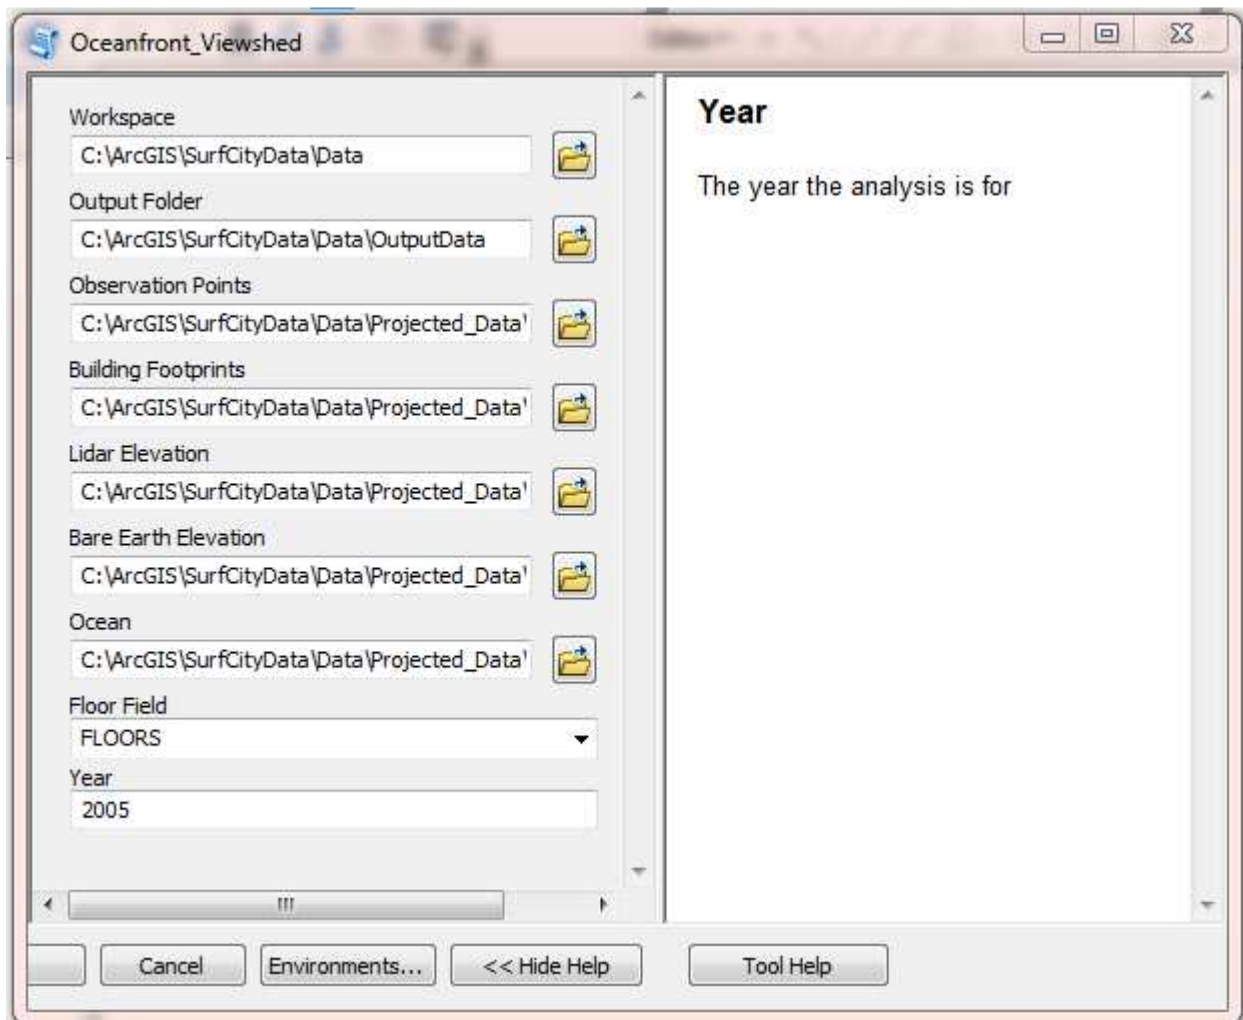 Oceanfront_Viewshed
Workspace
C:\ArcGIS\SurfCityData\Data
Output Folder
C:\ArcGIS\SurfCityData\Data\OutputData
Observation Points
C:\ArcGIS\SurfCityData\Data\Projected_Data\
Building Footprints
C:\ArcGIS\SurfCityData\Data\Projected_Data\
Lidar Elevation
C:\ArcGIS\SurfCityData\Data\Projected_Data\
Bare Earth Elevation
C:\ArcGIS\SurfCityData\Data\Projected_Data\
Ocean
C:\ArcGIS\SurfCityData\Data\Projected_Data\
Floor Field
FLOORS
Year
2005
Year
The year the analysis is for
Cancel
Environments...
<< Hide Help
Tool Help